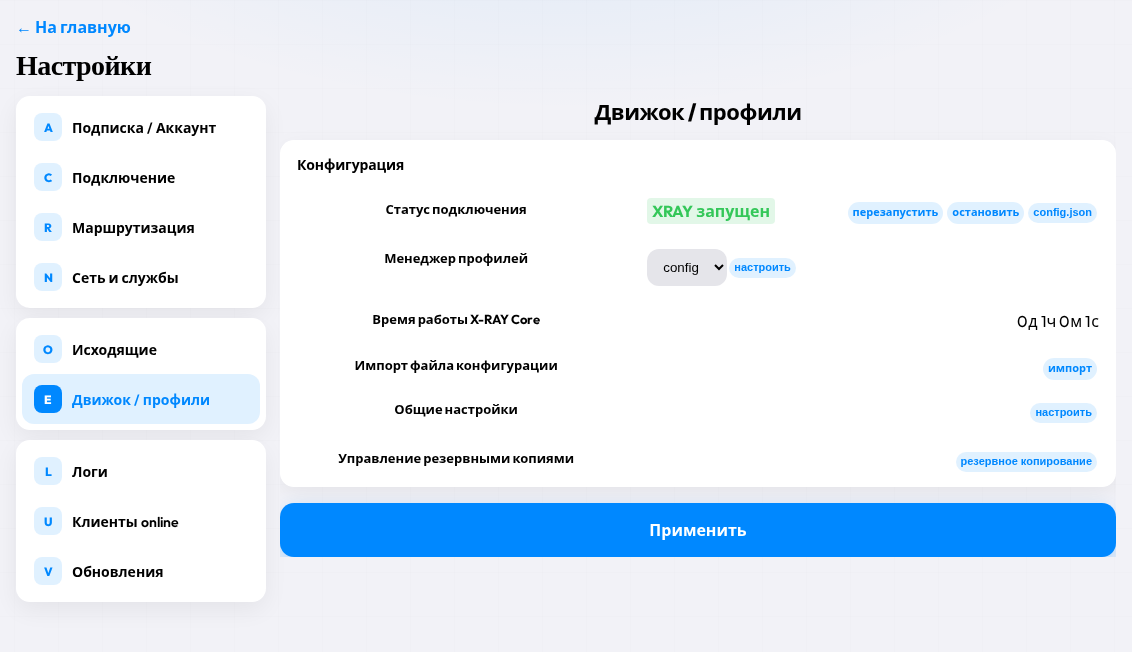 ← На главную
Настройки
A Подписка / Аккаунт
C Подключение
R Маршрутизация
N Сеть и службы
O Исходящие
E Движок / профили
L Логи
U Клиенты online
V Обновления
Движок / профили
Конфигурация
Статус подключения XRAY запущен перезапустить остановить config.json
Менеджер профилей config настроить
Время работы X-RAY Core 0д 1ч 0м 1с
Импорт файла конфигурации импорт
Общие настройки настроить
Управление резервными копиями резервное копирование
Применить